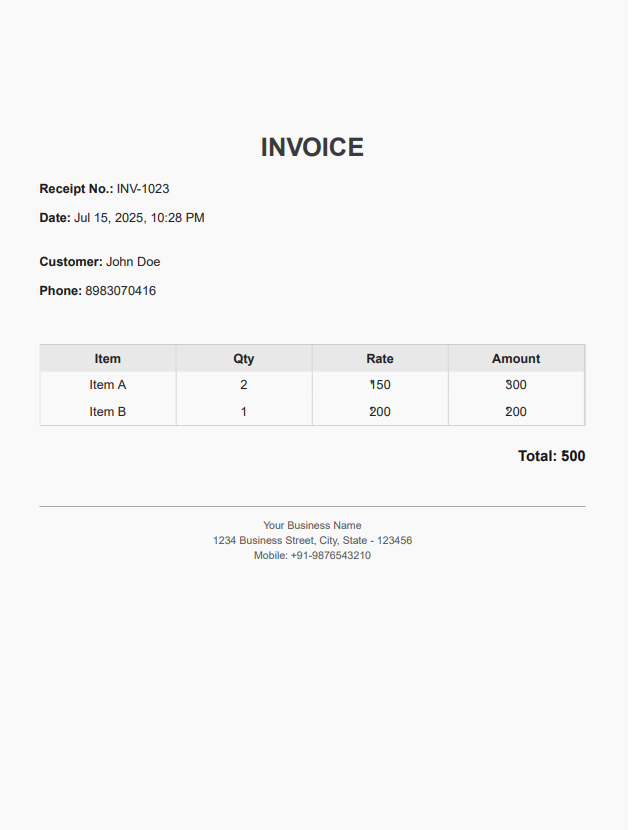 INVOICE
Receipt No.: INV-1023
Date: Jul 15, 2025, 10:28 PM
Customer: John Doe
Phone: 8983070416
Item Qty Rate Amount
Item A 2 150 300
Item B 1 200 200
Total: 500
Your Business Name
1234 Business Street, City, State - 123456
Mobile: +91-9876543210